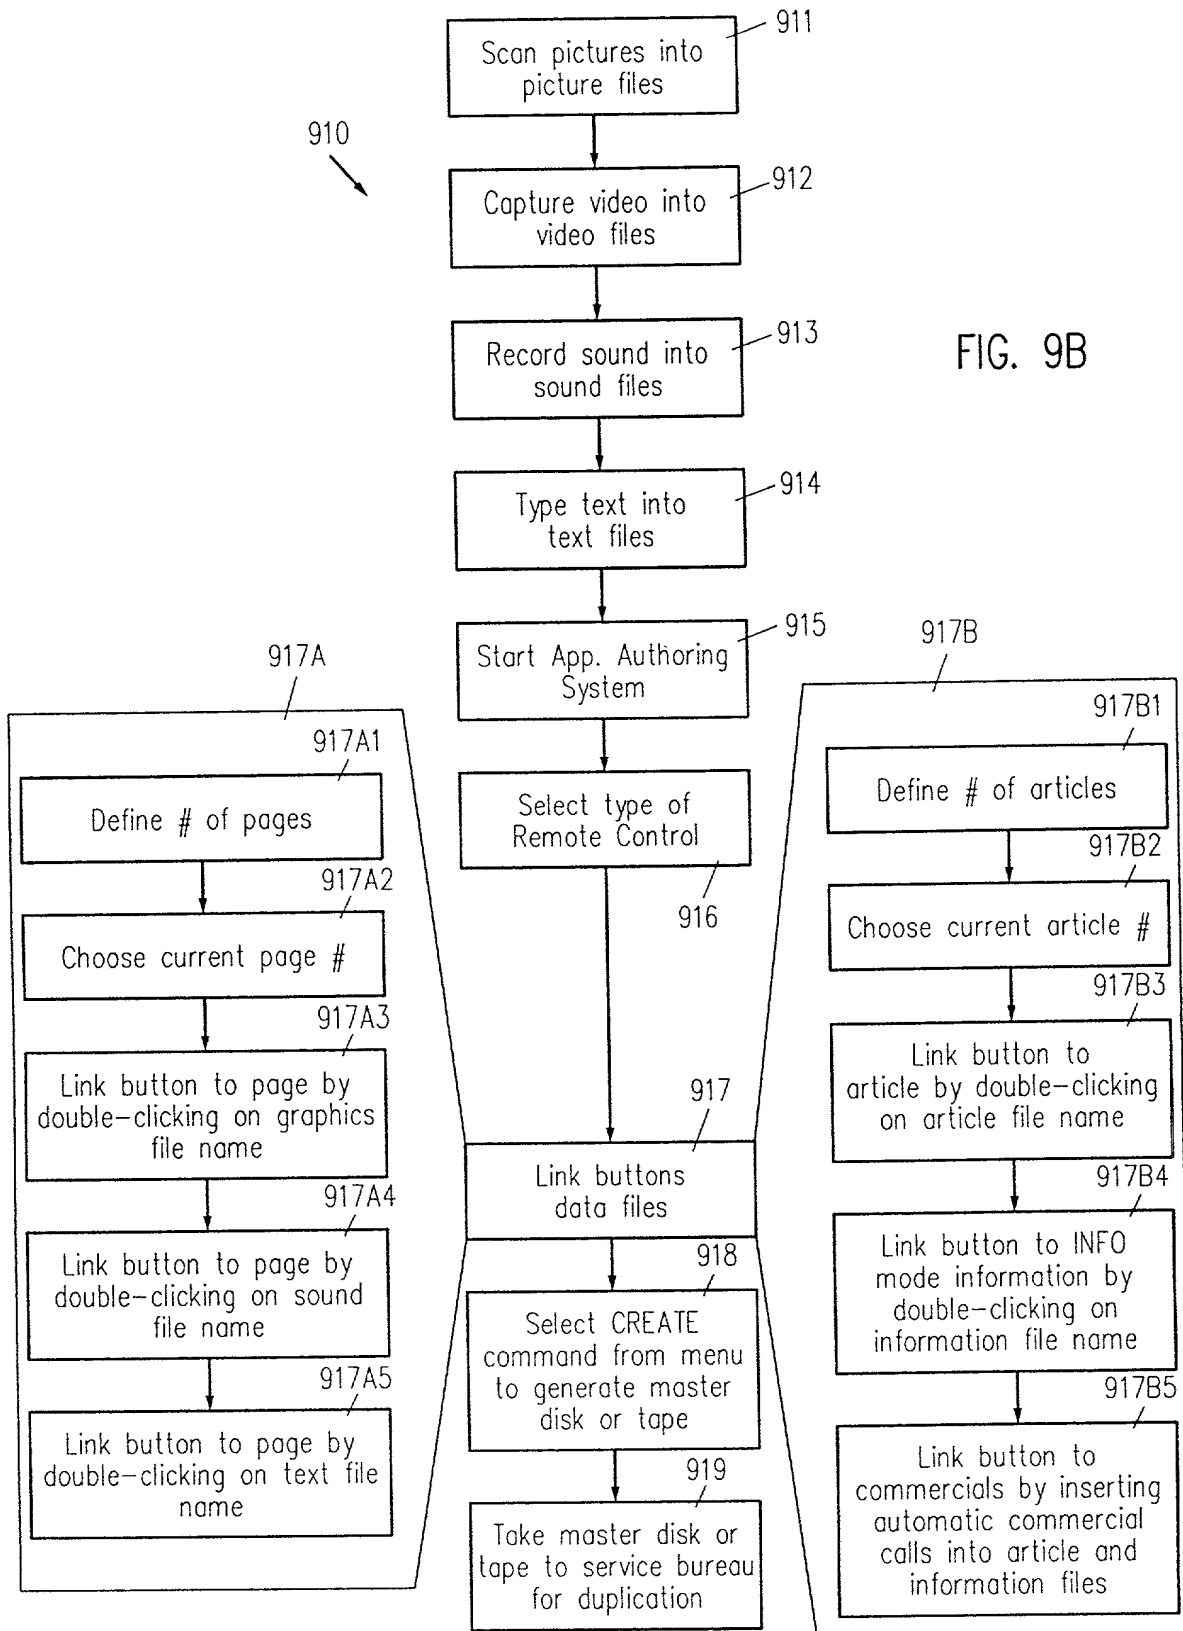 911
Scan pictures into
picture files
910
912
Capture video into
video files
913
Record sound into
sound files
FIG. 9B
914
Type text into
text files
915
Start App. Authoring
System
916
Select type of
Remote Control
917A
917A1
Define # of pages
917A2
Choose current page #
917A3
Link button to page by
double-clicking on graphics
file name
917A4
Link button to page by
double-clicking on sound
file name
917A5
Link button to page by
double-clicking on text file
name
917
Link buttons
data files
918
Select CREATE
command from menu
to generate master
disk or tape
919
Take master disk or
tape to service bureau
for duplication
917B
917B1
Define # of articles
917B2
Choose current article #
917B3
Link button to
article by double-clicking
on article file name
917B4
Link button to INFO
mode information by
double-clicking on
information file name
917B5
Link button to
commercials by inserting
automatic commercial
calls into article and
information files